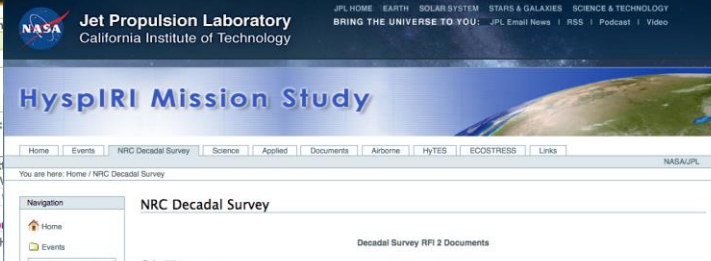 JPL HOME EARTH SOLAR SYSTEM STARS & GALAXIES SCIENCE & TECHNOLOGY
BRING THE UNIVERSE TO YOU: JPL Email News | RSS | Podcast | Video
NASA
Jet Propulsion Laboratory
California Institute of Technology
HyspIRI Mission Study
Home Events NRC Decadal Survey Science Applied Documents Airborne HyTES ECOSTRESS Links
NASA/JPL
You are here: Home / NRC Decadal Survey
Navigation
Home
Events
NRC Decadal Survey
Decadal Survey RFI 2 Documents